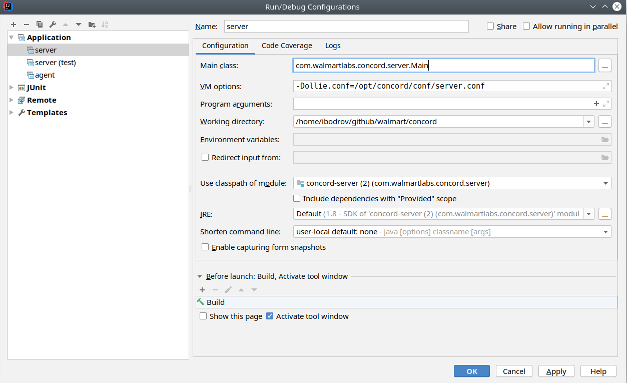 Run/Debug Configurations
Application
server
server (test)
agent
JUnit
Remote
Templates
Name: server
Share
Allow running in parallel
Configuration Code Coverage Logs
Main class: com.walmartlabs.concord.server.Main
VM options: -Dollie.conf=/opt/concord/conf/server.conf
Program arguments:
Working directory: /home/ibodrov/github/walmart/concord
Environment variables:
Redirect input from:
Use classpath of module: concord-server (2) (com.walmartlabs.concord.server)
Include dependencies with "Provided" scope
JRE: Default (1.8 - SDK of 'concord-server (2) (com.walmartlabs.concord.server)' modul
Shorten command line: user-local default: none - java [options] classname [args]
Enable capturing form snapshots
Before launch: Build, Activate tool window
Build
Show this page Activate tool window
OK Cancel Apply Help